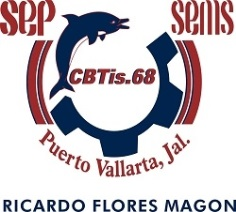 sep sems
CBTis.68
Puerto Vallarta, Jal.
RICARDO FLORES MAGON